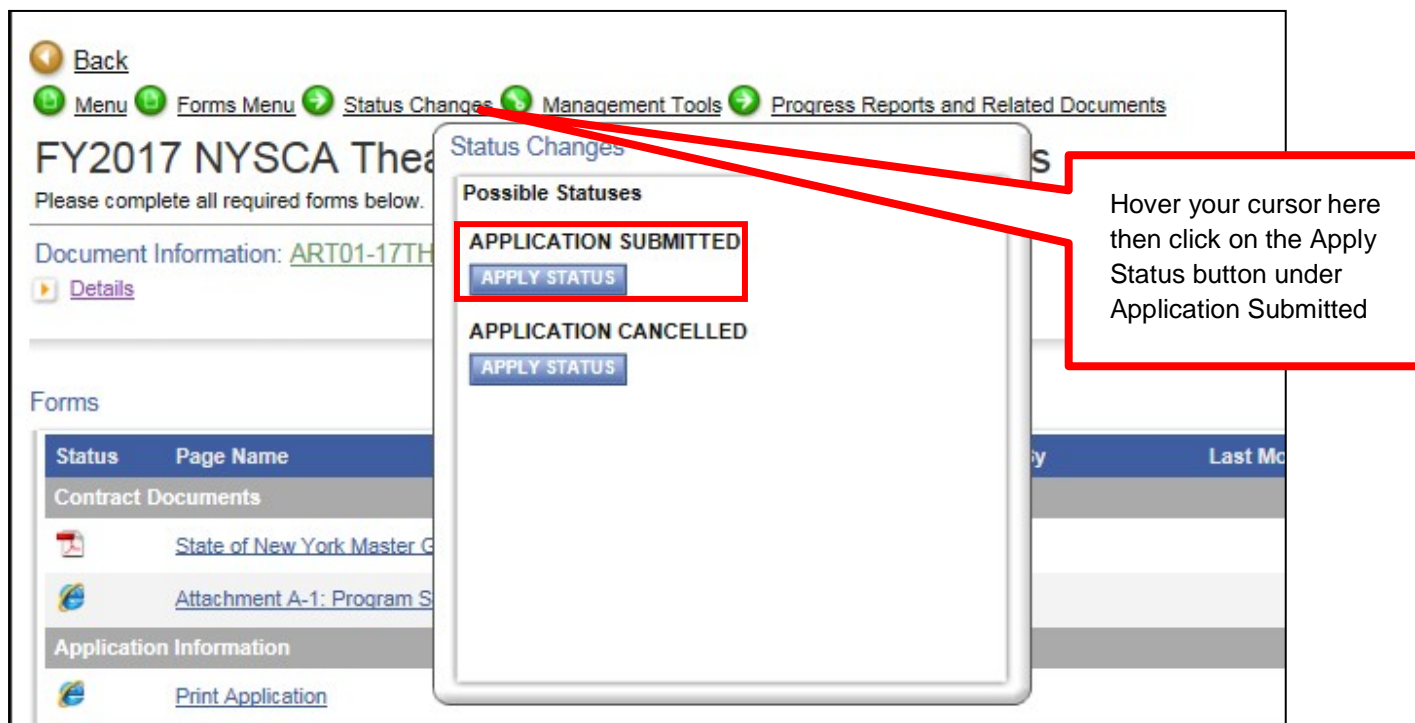 Back
Menu Forms Menu Status Changes Management Tools Progress Reports and Related Documents
FY2017 NYSCA Thea s
Please complete all required forms below.
Document Information: ART01-17TH
Details
Status Changes
Possible Statuses
APPLICATION SUBMITTED
APPLY STATUS
APPLICATION CANCELLED
APPLY STATUS
Hover your cursor here
then click on the Apply
Status button under
Application Submitted
Forms
Status Page Name By Last Mo
Contract Documents
State of New York Master G
Attachment A-1: Program S
Application Information
Print Application